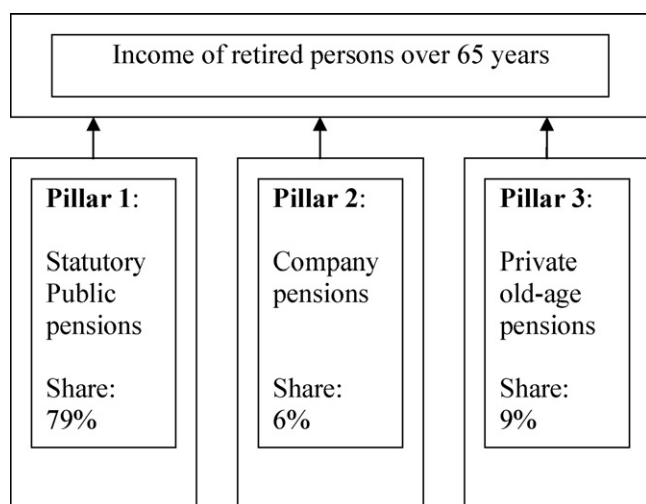 Income of retired persons over 65 years
Pillar 1:
Statutory
Public
pensions
Share:
79%
Pillar 2:
Company
pensions
Share:
6%
Pillar 3:
Private
old-age
pensions
Share:
9%